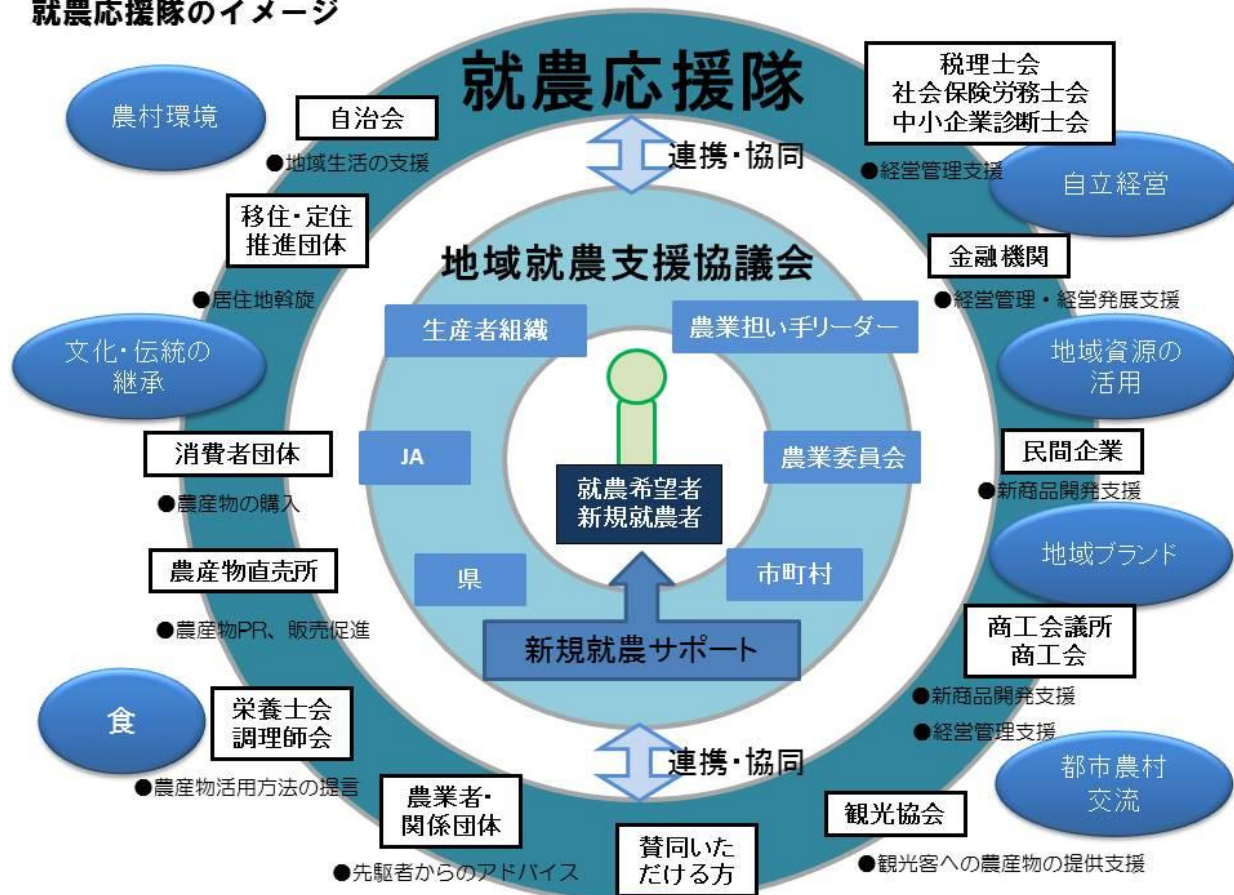 就農応援隊のイメージ
就農応援隊
税理士会
社会保険労務士会
中小企業診断士会
●経営管理支援
農村環境
自治会
●地域生活の支援
連携・協同
自立経営
移住・定住
推進団体
●居住地斡旋
地域就農支援協議会
金融機関
●経営管理・経営発展支援
生産者組織
農業担い手リーダー
文化・伝統の
継承
地域資源の
活用
消費者団体
●農産物の購入
JA
農業委員会
民間企業
●新商品開発支援
就農希望者
新規就農者
農産物直売所
●農産物PR、販売促進
県
市町村
地域ブランド
新規就農サポート
商工会議所
商工会
●新商品開発支援
●経営管理支援
食
栄養士会
調理師会
●農産物活用方法の提言
連携・協同
都市農村
交流
農業者・
関係団体
●先駆者からのアドバイス
賛同いた
だける方
観光協会
●観光客への農産物の提供支援